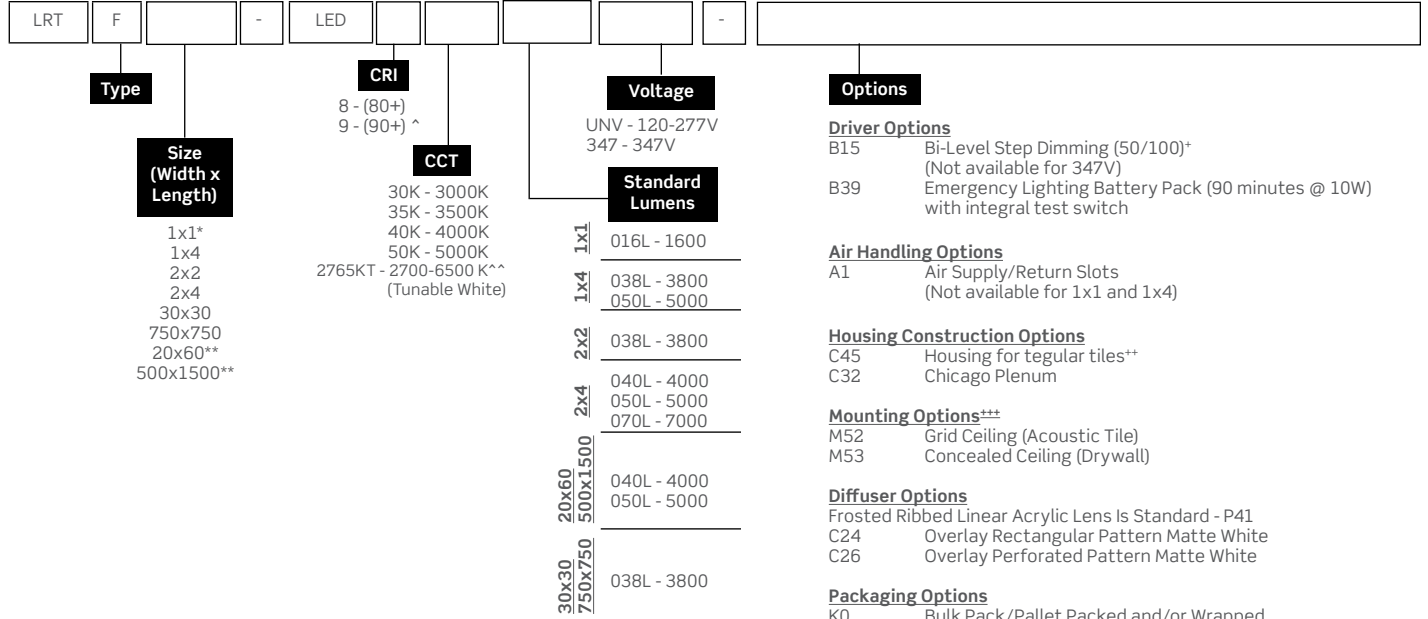 LRT F - LED -
Type
Size
(Width x
Length)
1x1*
1x4
2x2
2x4
30x30
750x750
20x60**
500x1500**
CRI
8 - (80+)
9 - (90+) ^
CCT
30K - 3000K
35K - 3500K
40K - 4000K
50K - 5000K
2765KT - 2700-6500 K^^
(Tunable White)
Voltage
UNV - 120-277V
347 - 347V
Standard
Lumens
1x1
016L - 1600
1x4
038L - 3800
050L - 5000
2x2
038L - 3800
2x4
040L - 4000
050L - 5000
070L - 7000
20x60
500x1500
040L - 4000
050L - 5000
30x30
750x750
038L - 3800
Options
Driver Options
B15 Bi-Level Step Dimming (50/100)+
(Not available for 347V)
B39 Emergency Lighting Battery Pack (90 minutes @ 10W)
with integral test switch
Air Handling Options
A1 Air Supply/Return Slots
(Not available for 1x1 and 1x4)
Housing Construction Options
C45 Housing for tegular tiles++
C32 Chicago Plenum
Mounting Options+++
M52 Grid Ceiling (Acoustic Tile)
M53 Concealed Ceiling (Drywall)
Diffuser Options
Frosted Ribbed Linear Acrylic Lens Is Standard - P41
C24 Overlay Rectangular Pattern Matte White
C26 Overlay Perforated Pattern Matte White
Packaging Options
K0 Bulk Pack/Pallet Packed and/or Wrapped